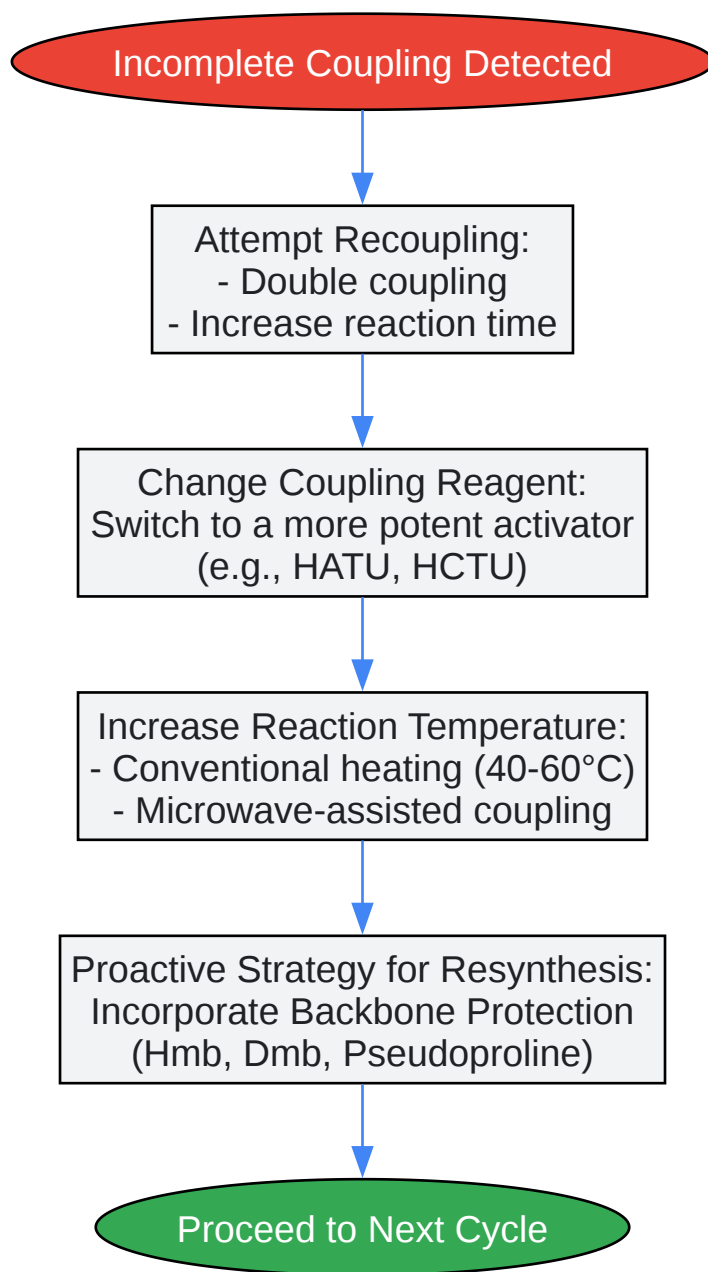 Incomplete Coupling Detected
Attempt Recoupling:
- Double coupling
- Increase reaction time
Change Coupling Reagent:
Switch to a more potent activator
(e.g., HATU, HCTU)
Increase Reaction Temperature:
- Conventional heating (40-60°C)
- Microwave-assisted coupling
Proactive Strategy for Resynthesis:
Incorporate Backbone Protection
(Hmb, Dmb, Pseudoproline)
Proceed to Next Cycle